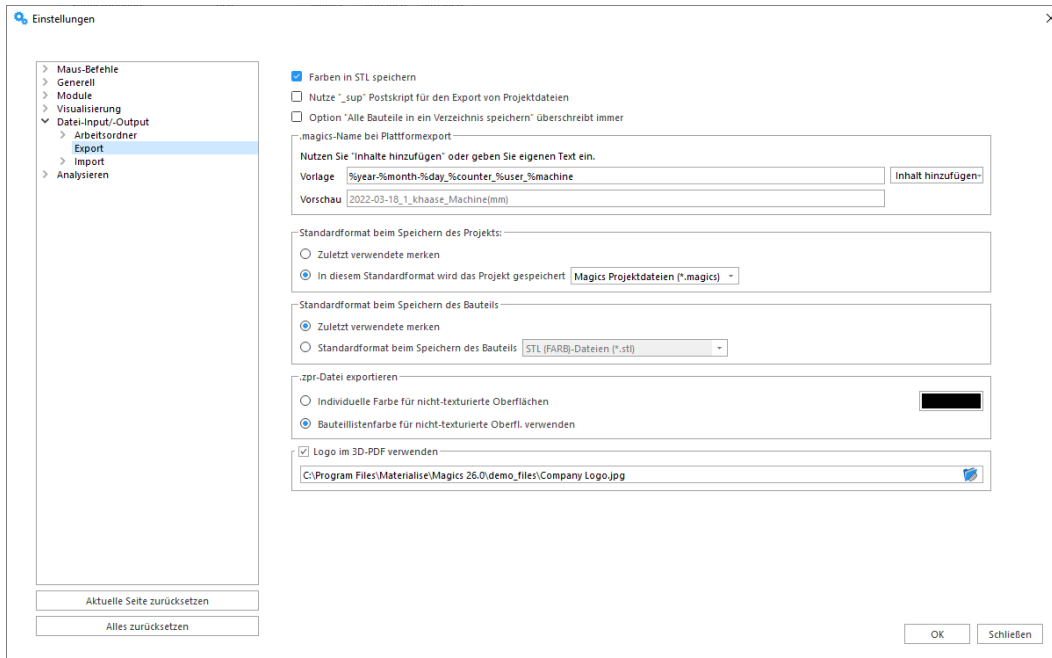 Einstellungen
Maus-Befehle
Generell
Module
Visualisierung
Datei-Input/-Output
Arbeitsordner
Export
Import
Analysieren
Aktuelle Seite zurücksetzen
Alles zurücksetzen
Farben in STL speichern
Nutze "_sup" Postskript für den Export von Projektdateien
Option "Alle Bauteile in ein Verzeichnis speichern" überschreibt immer
.magics-Name bei Plattformexport
Nutzen Sie "Inhalte hinzufügen" oder geben Sie eigenen Text ein.
Vorlage %year-%month-%day_%counter_%user_%machine Inhalt hinzufügen
Vorschau 2022-03-18_1_khaase_Machine(mm)
Standardformat beim Speichern des Projekts:
Zuletzt verwendete merken
In diesem Standardformat wird das Projekt gespeichert Magics Projektdateien (*.magics)
Standardformat beim Speichern des Bauteils
Zuletzt verwendete merken
Standardformat beim Speichern des Bauteils STL (FARB)-Dateien (*.stl)
.zpr-Datei exportieren
Individuelle Farbe für nicht-texturierte Oberflächen
Bauteillistenfarbe für nicht-texturierte Oberfl. verwenden
Logo im 3D-PDF verwenden
C:\Program Files\Materialise\Magics 26.0\demo_files\Company Logo.jpg
OK Schließen